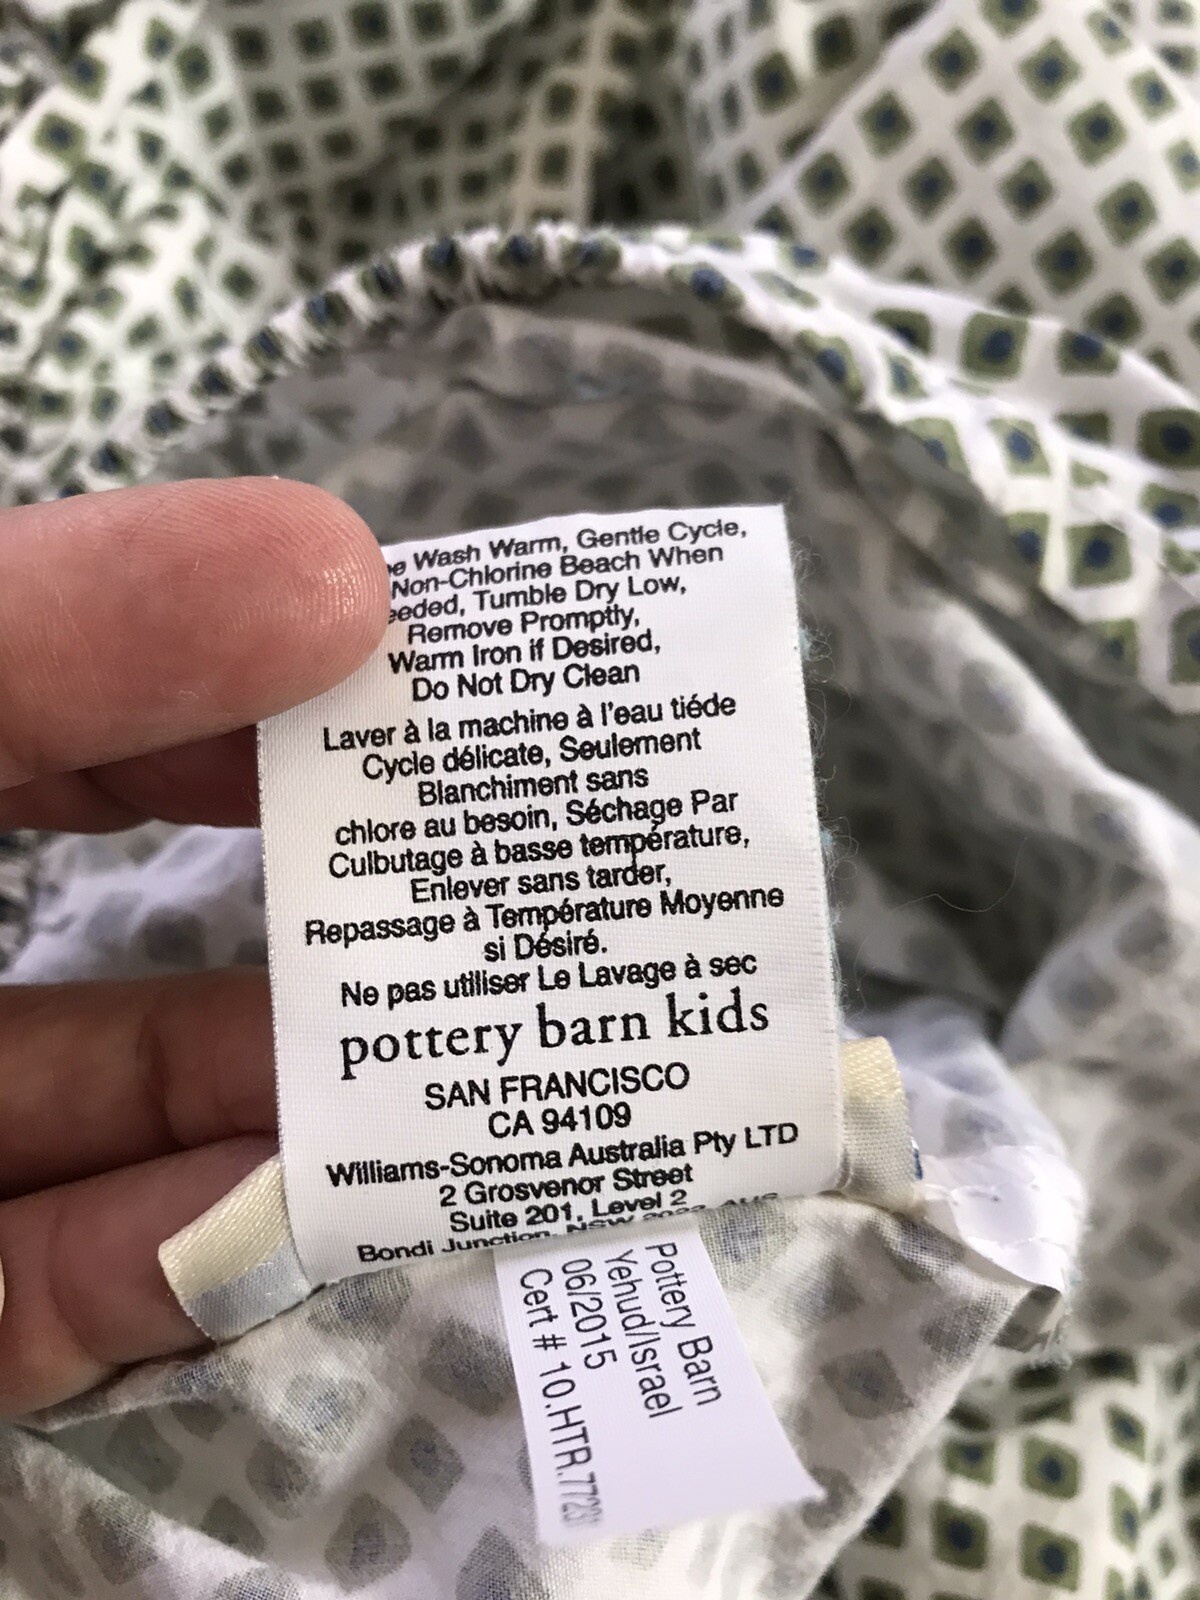 Wash Warm, Gentle Cycle,
Non-Chlorine Beach When
eeded, Tumble Dry Low,
Remove Promptly,
Warm Iron if Desired,
Do Not Dry Clean
Laver à la machine à l'eau tiéde
Cycle délicate, Seulement
Blanchiment sans
chlore au besoin, Séchage Par
Culbutage à basse température,
Enlever sans tarder,
Repassage à Température Moyenne
si Désiré.
Ne pas utiliser Le Lavage à sec
pottery barn kids
SAN FRANCISCO
CA 94109
Williams-Sonoma Australia Pty LTD
2 Grosvenor Street
Suite 201, Level 2
Bondi Junction, NSW
Pottery Barn
Yehud/Israel
06/2015
Cert # 10.HTR.7723